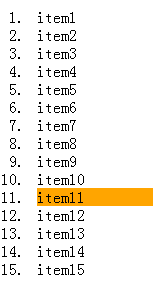 1. item1
2. item2
3. item3
4. item4
5. item5
6. item6
7. item7
8. item8
9. item9
10. item10
11. item11
12. item12
13. item13
14. item14
15. item15